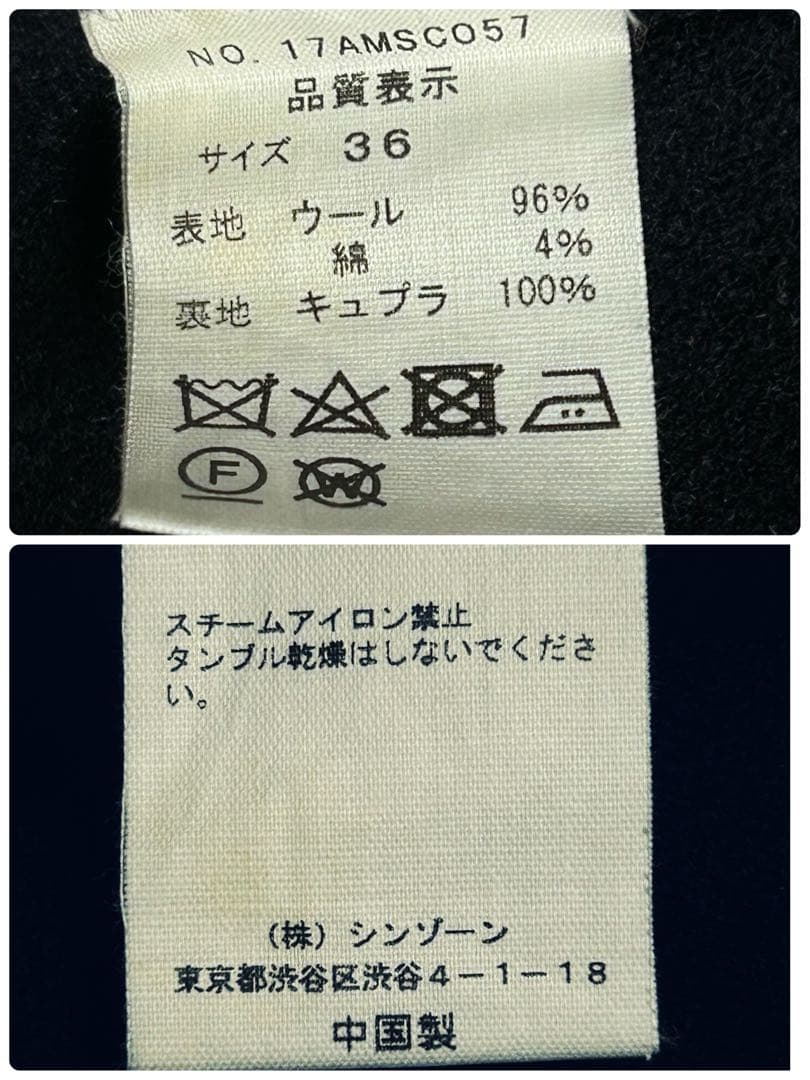 NO. 17AMSCO57
品質表示
サイズ 36
表地 ウール 96%
綿 4%
裏地 キュプラ 100%
F W
スチームアイロン禁止
タンブル乾燥はしないでくださ
い。
(株) シンゾーン
東京都渋谷区渋谷4-1-18
中国製